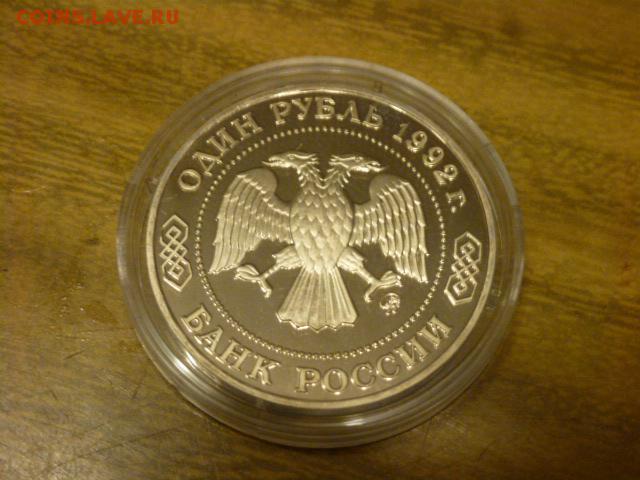 COINS.LAVE.RU
ОДИН РУБЛЬ 1992 г.
БАНК РОССИИ